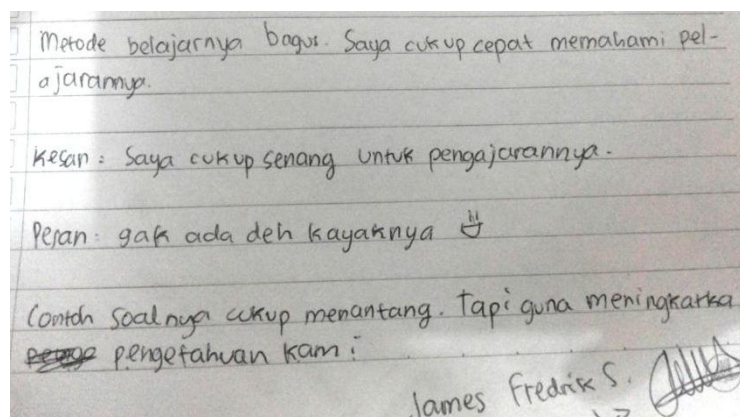 Metode belajarnya bagus. Saya cukup cepat memahami pel-
ajarannya.
Kesan : Saya cukup senang untuk pengajarannya.
Pesan : gak ada deh kayaknya
Contoh soalnya cukup menantang. Tapi guna meningkatka
pengetahuan kami
James Fredrik S.